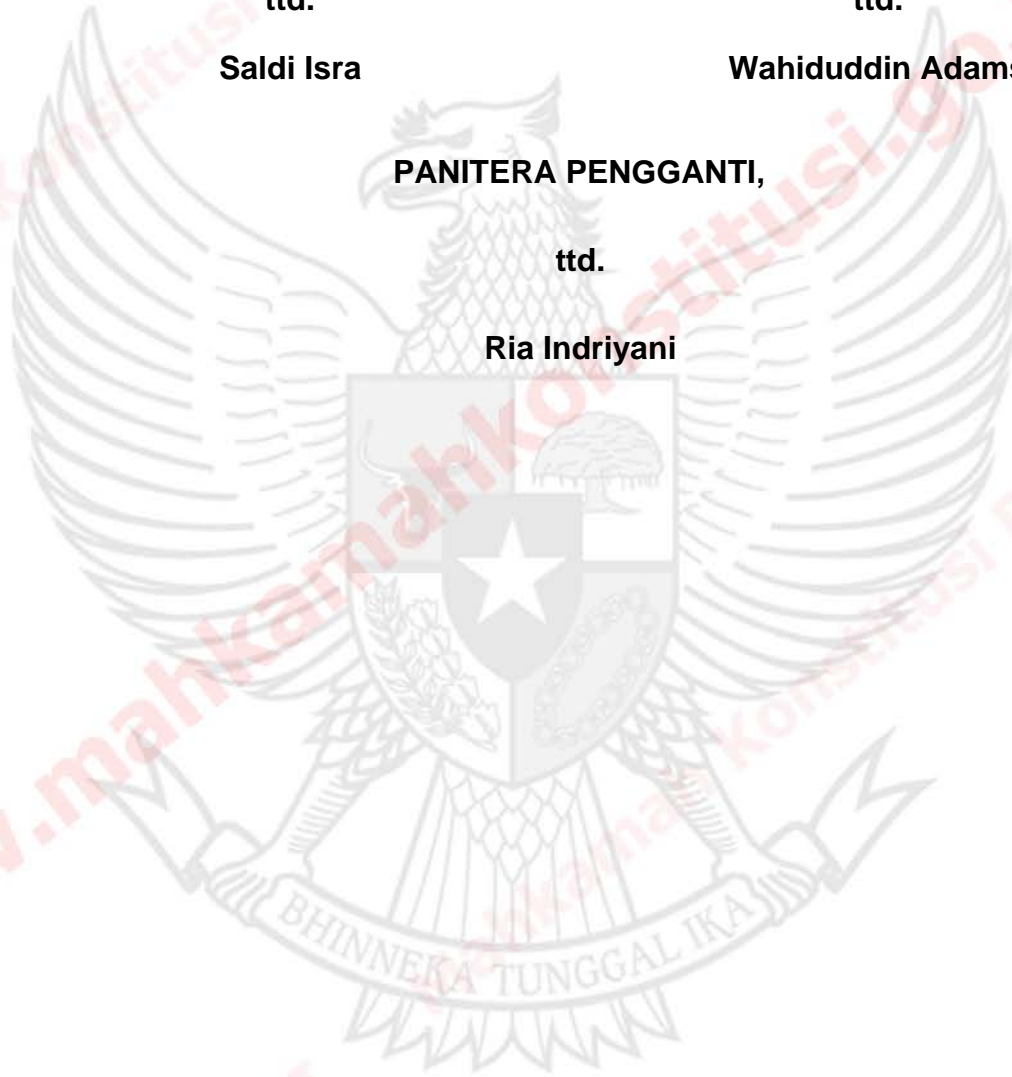 ttd. ttd.
Saldi Isra Wahiduddin Adams
PANITERA PENGGANTI,
ttd.
Ria Indriyani
BHINNEKA TUNGGAL IKA